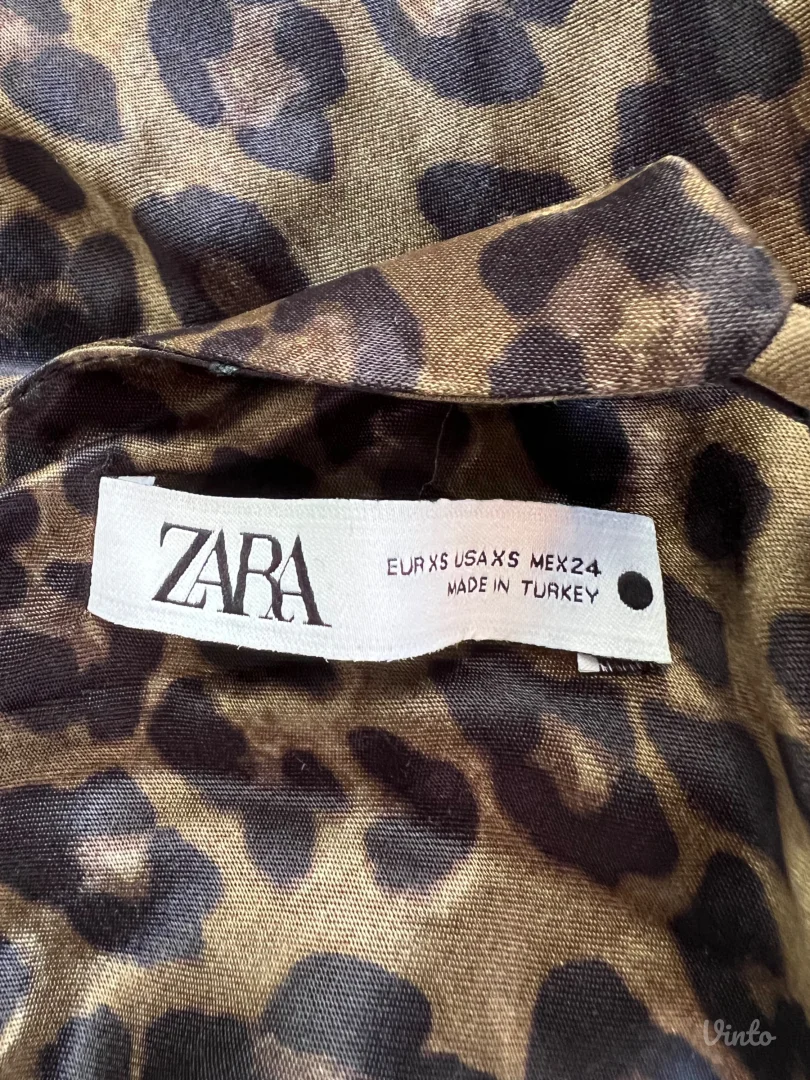 ZARA
EUR XS USA XS MEX 24
MADE IN TURKEY
Vinto